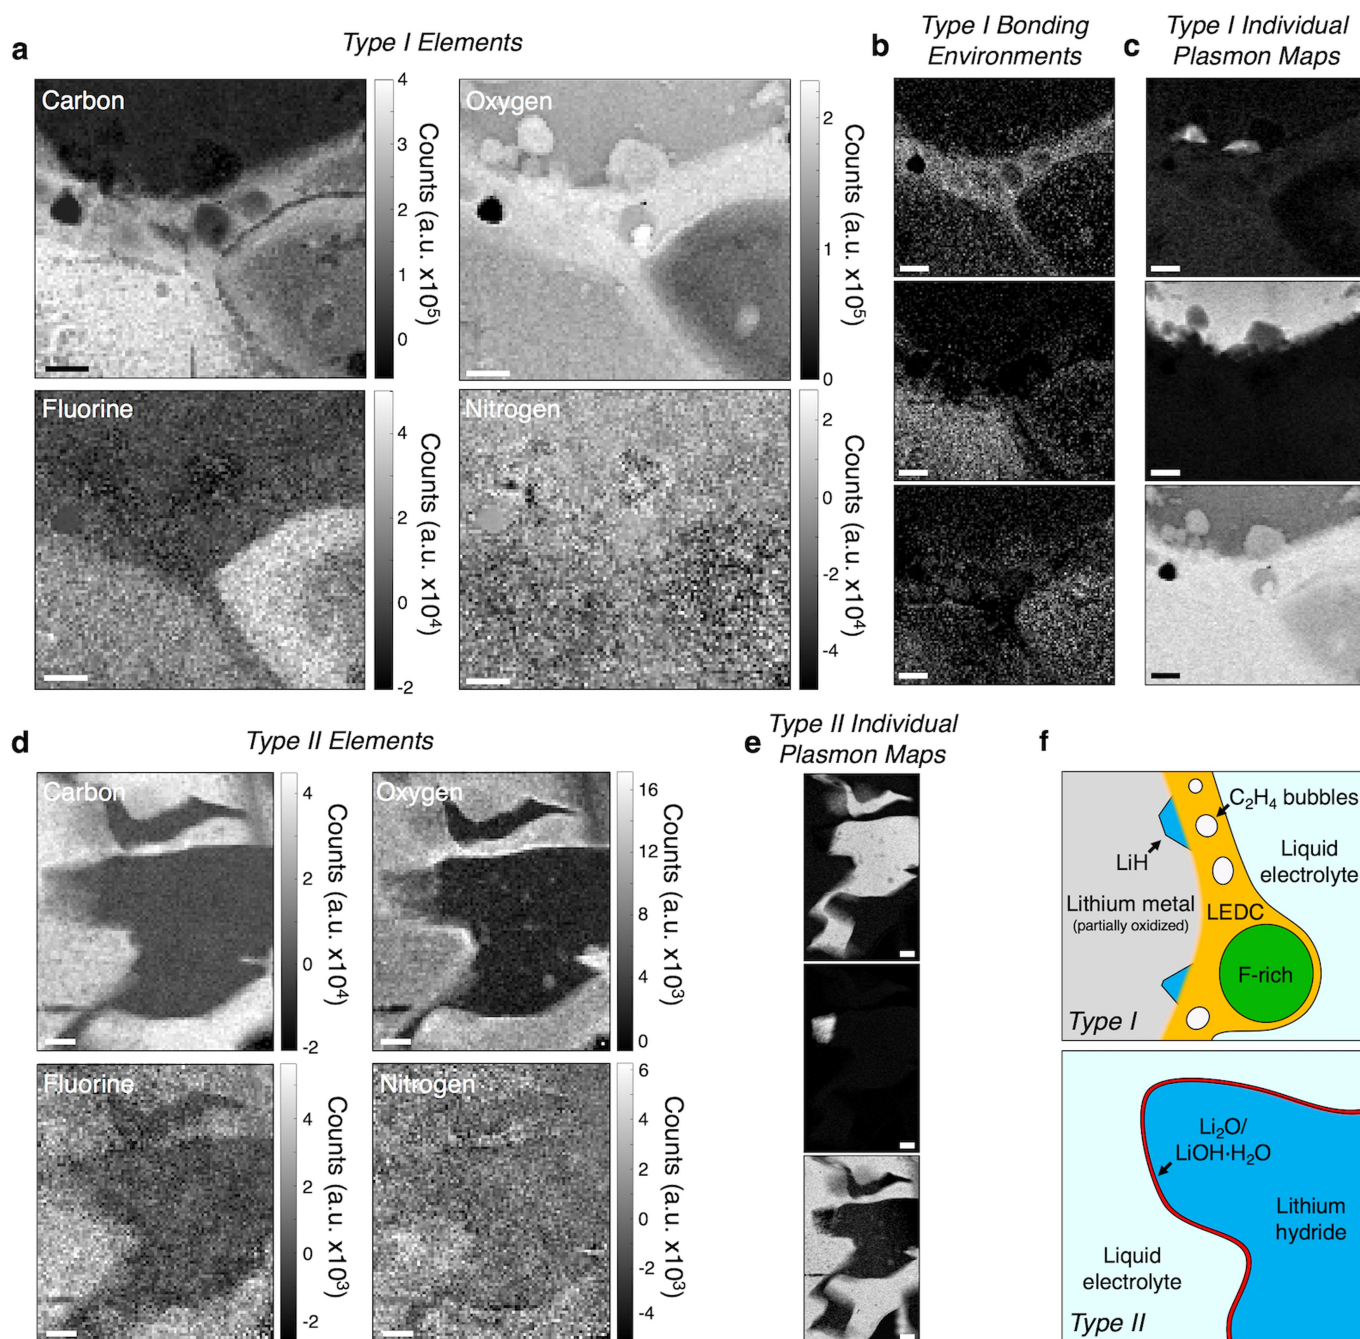 a
Type I Elements
Carbon
4
3
2
1
0
Counts (a.u. x10⁵)
Oxygen
2
1
0
Counts (a.u. x10⁵)
Fluorine
4
2
0
-2
Counts (a.u. x10⁴)
Nitrogen
2
0
-2
-4
Counts (a.u. x10⁴)
b
Type I Bonding
Environments
c
Type I Individual
Plasmon Maps
d
Type II Elements
Carbon
4
2
0
-2
Counts (a.u. x10⁴)
Oxygen
16
12
8
4
0
Counts (a.u. x10³)
Fluorine
4
2
0
-2
Counts (a.u. x10³)
Nitrogen
6
4
2
0
-2
-4
Counts (a.u. x10³)
e
Type II Individual
Plasmon Maps
f
C₂H₄ bubbles
LiH
Liquid
electrolyte
Lithium metal
(partially oxidized)
LEDC
F-rich
Type I
Li₂O/
LiOH·H₂O
Lithium
hydride
Liquid
electrolyte
Type II